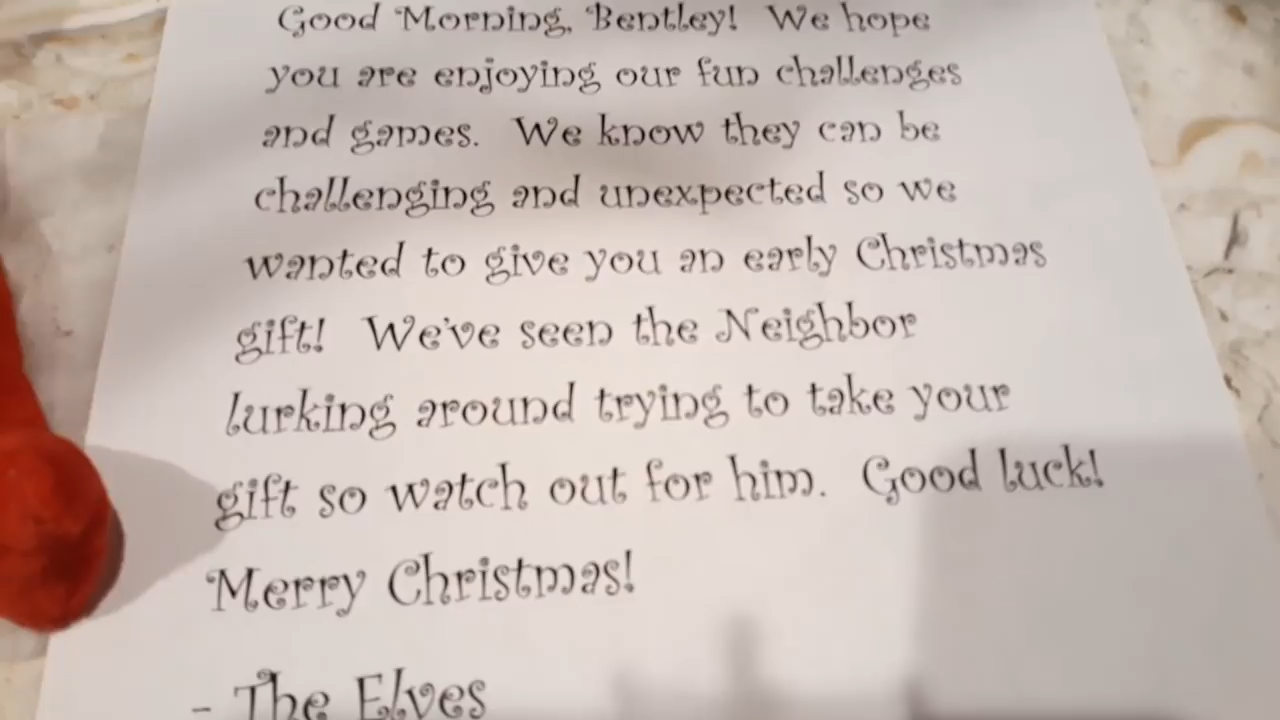 Good Morning, Bentley! We hope
you are enjoying our fun challenges
and games. We know they can be
challenging and unexpected so we
wanted to give you an early Christmas
gift! We've seen the Neighbor
lurking around trying to take your
gift so watch out for him. Good luck!
Merry Christmas!
- The Elves